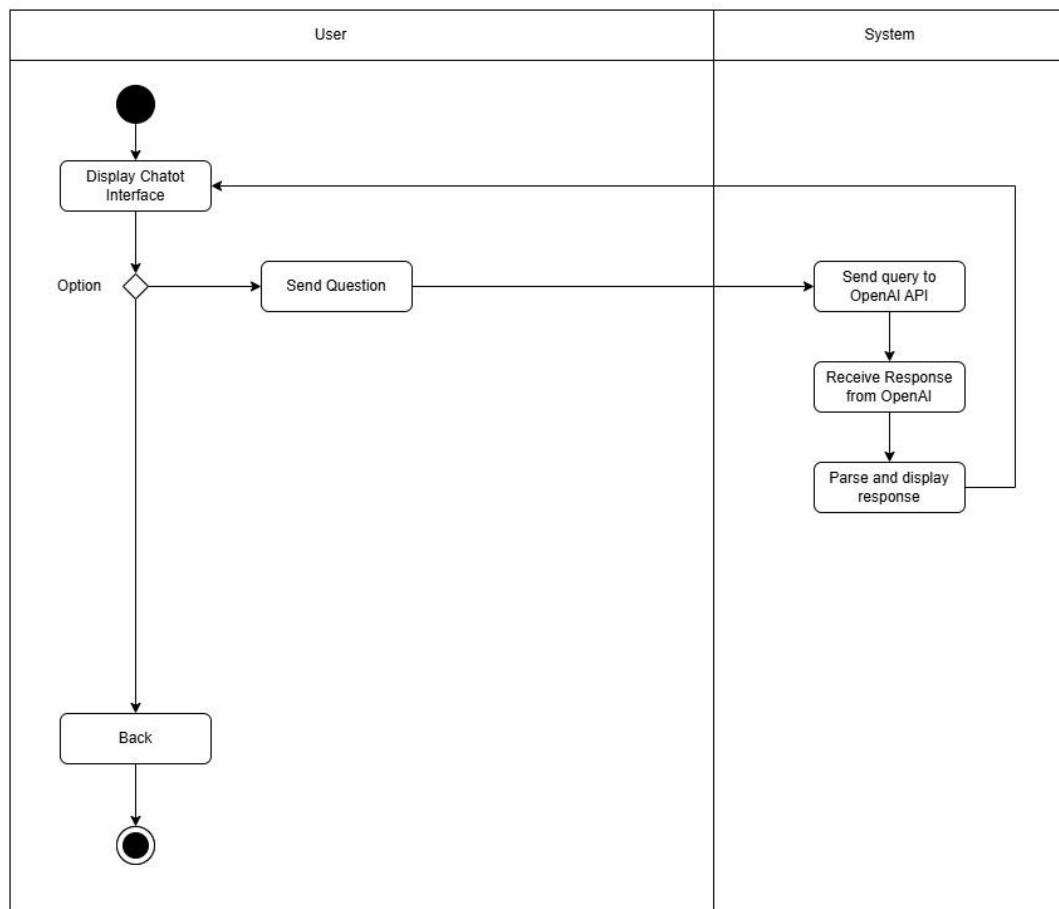 User
System
Display Chatot
Interface
Option
Send Question
Send query to
OpenAI API
Receive Response
from OpenAI
Parse and display
response
Back